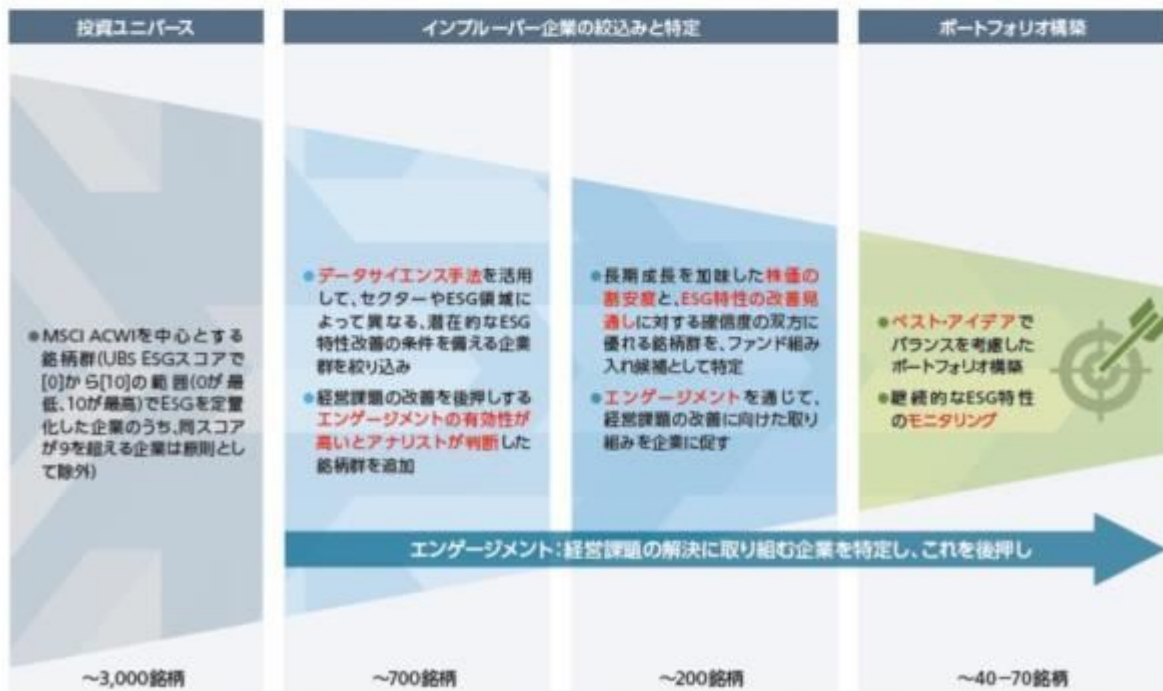 投資ユニバース
インプルーバー企業の絞込みと特定
ポートフォリオ構築
●MSCI ACWIを中心とする
銘柄群(UBS ESGスコアで
[0]から[10]の範囲(0が最
低、10が最高)でESGを定量
化した企業のうち、同スコア
が9を超える企業は原則とし
て除外)
●データサイエンス手法を活用
して、セクターやESG領域に
よって異なる、潜在的なESG
特性改善の条件を備える企業
群を絞り込み
●経営課題の改善を後押しする
エンゲージメントの有効性が
高いとアナリストが判断した
銘柄群を追加
●長期成長を加味した株価の
割安度と、ESG特性の改善見
通しに対する確信度の双方に
優れる銘柄群を、ファンド組み
入れ候補として特定
●エンゲージメントを通じて、
経営課題の改善に向けた取り
組みを企業に促す
●ベスト・アイデアで
バランスを考慮した
ポートフォリオ構築
●継続的なESG特性
のモニタリング
エンゲージメント：経営課題の解決に取り組む企業を特定し、これを後押し
～3,000銘柄
～700銘柄
～200銘柄
～40−70銘柄